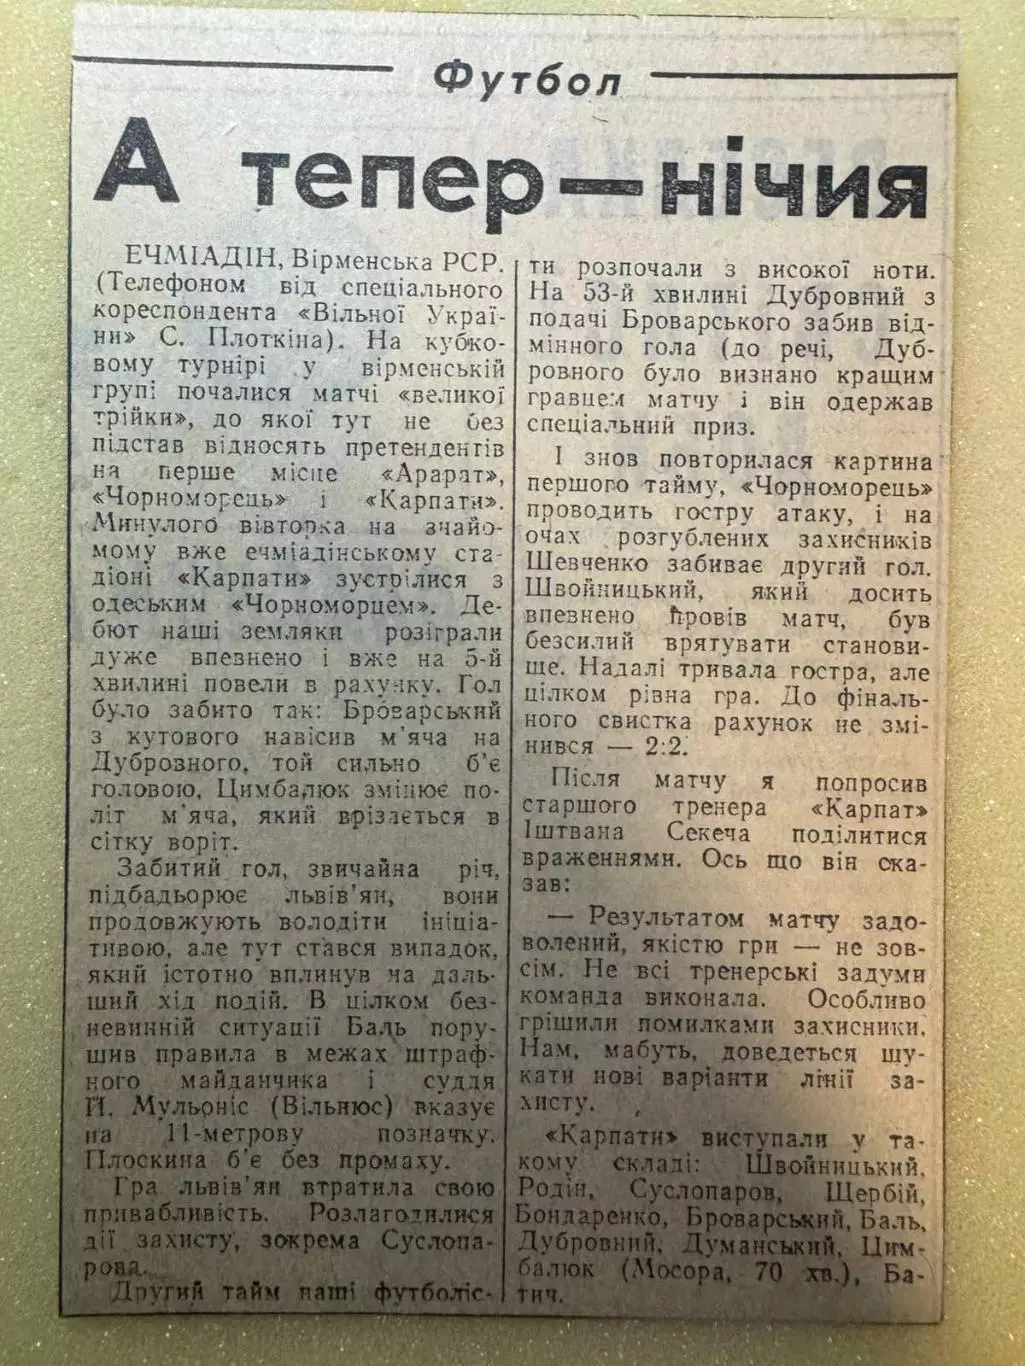 Футбол
А тепер — нічия
ЕЧМІАДІН, Вірменська РСР.
(Телефоном від спеціального
кореспондента «Вільної Украї-
ни» С. Плоткіна). На кубко-
вому турнірі у вірменській
групі почалися матчі «великої
трійки», до якої тут не без
підстав відносять претендентів
на перше місце «Арарат»,
«Чорноморець» і «Карпати».
Минулого вівторка на знайо-
мому вже ечміадінському ста-
діоні «Карпати» зустрілися з
одеським «Чорноморцем». Де-
бют наші земляки розіграли
дуже впевнено і вже на 5-й
хвилині повели в рахунку. Гол
було забито так: Броварський
з кутового навісив м'яча на
Дубровного, той сильно б'є
головою, Цимбалюк змінює по-
літ м'яча, який врізається в
сітку воріт.
Забитий гол, звичайна річ,
підбадьорює львів'ян, вони
продовжують володіти ініціа-
тивою, але тут стався випадок,
який істотно вплинув на даль-
ший хід подій. В цілком без-
невинній ситуації Баль пору-
шив правила в межах штраф-
ного майданчика і суддя
Й. Мульоніс (Вільнюс) вказує
на 11-метрову позначку.
Плоскина б'є без промаху.
Гра львів'ян втратила свою
привабливість. Розлагодилися
дії захисту, зокрема Суслопа-
рова.
Другий тайм наші футболіс-
ти розпочали з високої ноти.
На 53-й хвилині Дубровний з
подачі Броварського забив від-
мінного гола (до речі, Дуб-
ровного було визнано кращим
гравцем матчу і він одержав
спеціальний приз.
І знов повторилася картина
першого тайму, «Чорноморець»
проводить гостру атаку, і на
очах розгублених захисників
Шевченко забиває другий гол.
Швойницький, який досить
впевнено провів матч, був
безсилий врятувати станови-
ще. Надалі тривала гостра, але
цілком рівна гра. До фіналь-
ного свистка рахунок не змі-
нився — 2:2.
Після матчу я попросив
старшого тренера «Карпат»
Іштвана Секеча поділитися
враженнями. Ось що він ска-
зав:
— Результатом матчу задо-
волений, якістю гри — не зов-
сім. Не всі тренерські задуми
команда виконала. Особливо
грішили помилками захисники.
Нам, мабуть, доведеться шу-
кати нові варіанти лінії за-
хисту.
«Карпати» виступали у та-
кому складі: Швойницький,
Родін, Суслопаров, Щербій,
Бондаренко, Броварський, Баль,
Дубровний, Думанський, Цим-
балюк (Мосора, 70 хв.), Ба-
тич.